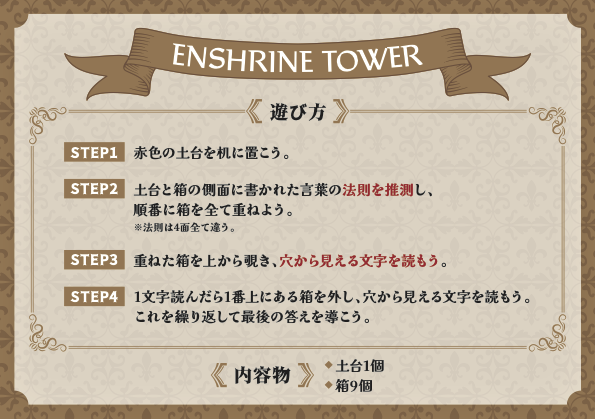 ENSHRINE TOWER
《 遊び方 》
STEP1 赤色の土台を机に置こう。
STEP2 土台と箱の側面に書かれた言葉の法則を推測し、
順番に箱を全て重ねよう。
※法則は4面全て違う。
STEP3 重ねた箱を上から覗き、穴から見える文字を読もう。
STEP4 1文字読んだら1番上にある箱を外し、穴から見える文字を読もう。
これを繰り返して最後の答えを導こう。
《 内容物 》
◆土台1個
◆箱9個